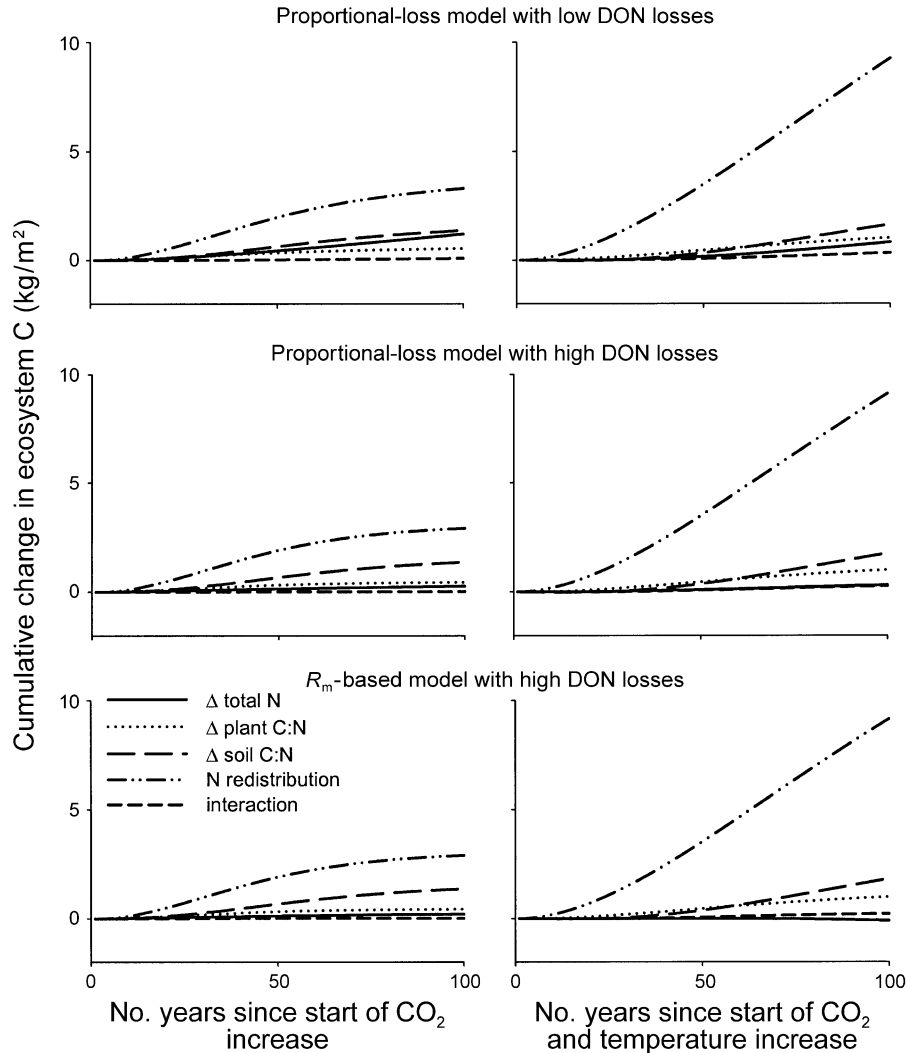 Proportional-loss model with low DON losses
10
5
0
Proportional-loss model with high DON losses
10
5
0
Cumulative change in ecosystem C (kg/m²)
Rm-based model with high DON losses
10
5
0
Δ total N
Δ plant C:N
Δ soil C:N
N redistribution
interaction
0 50 100
0 50 100
No. years since start of CO₂
increase
No. years since start of CO₂
and temperature increase